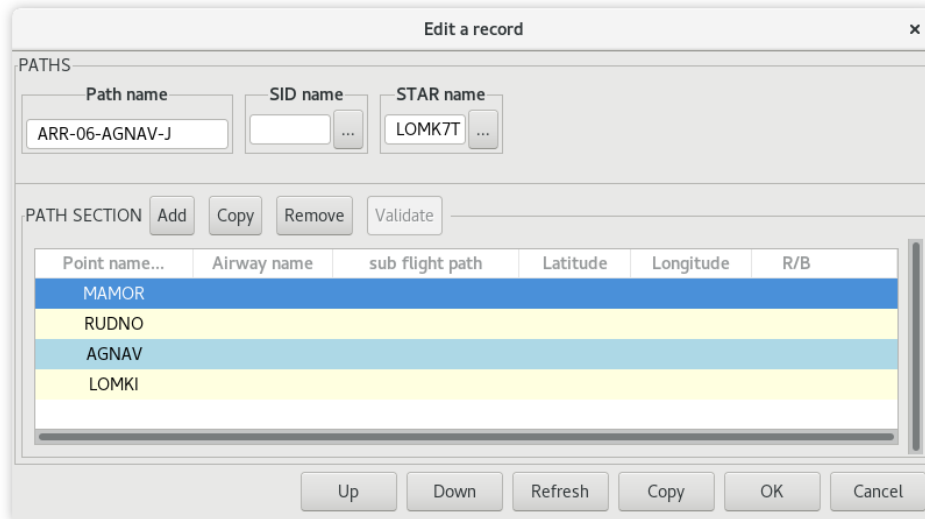 Edit a record ×
PATHS
Path name SID name STAR name
ARR-06-AGNAV-J ... LOMK7T ...
PATH SECTION Add Copy Remove Validate
Point name... Airway name sub flight path Latitude Longitude R/B
MAMOR
RUDNO
AGNAV
LOMKI
Up Down Refresh Copy OK Cancel